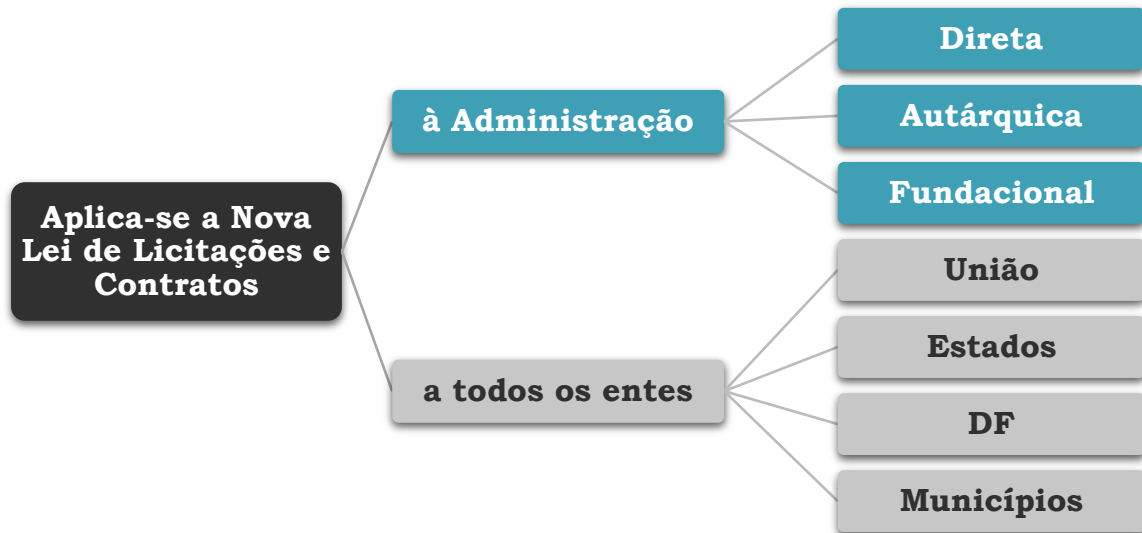 Aplica-se a Nova
Lei de Licitações e
Contratos
à Administração
Direta
Autárquica
Fundacional
a todos os entes
União
Estados
DF
Municípios